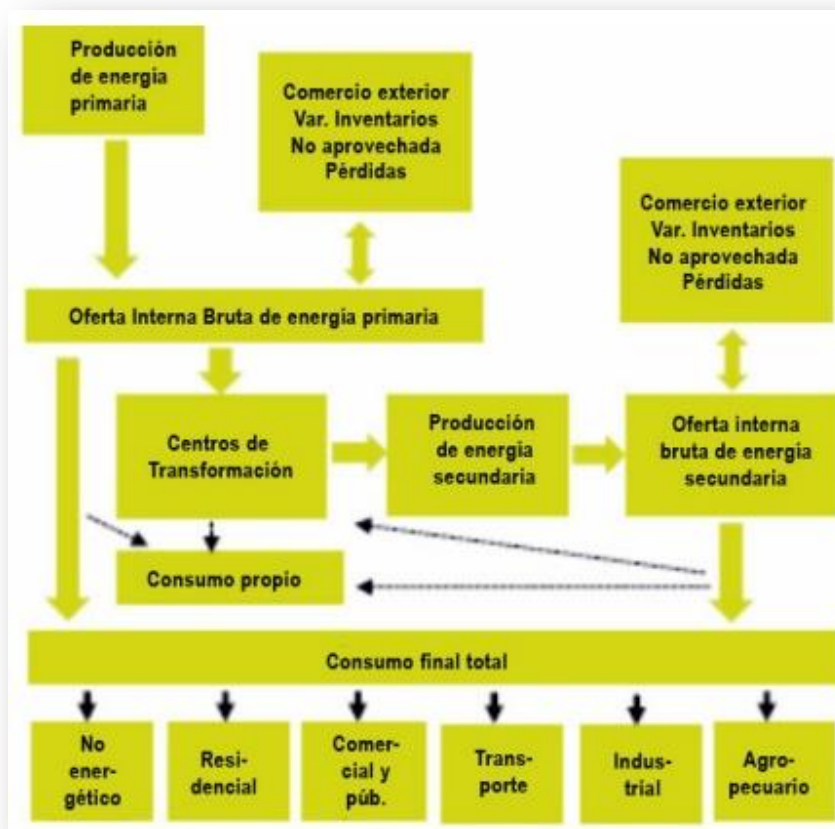 Producción
de energía
primaria
Comercio exterior
Var. Inventarios
No aprovechada
Pérdidas
Comercio exterior
Var. Inventarios
No aprovechada
Pérdidas
Oferta Interna Bruta de energía primaria
Centros de
Transformación
Producción
de energía
secundaria
Oferta interna
bruta de energía
secundaria
Consumo propio
Consumo final total
No
ener-
gético
Resi-
dencial
Comer-
cial y
púb.
Trans-
porte
Indus-
trial
Agro-
pecuario